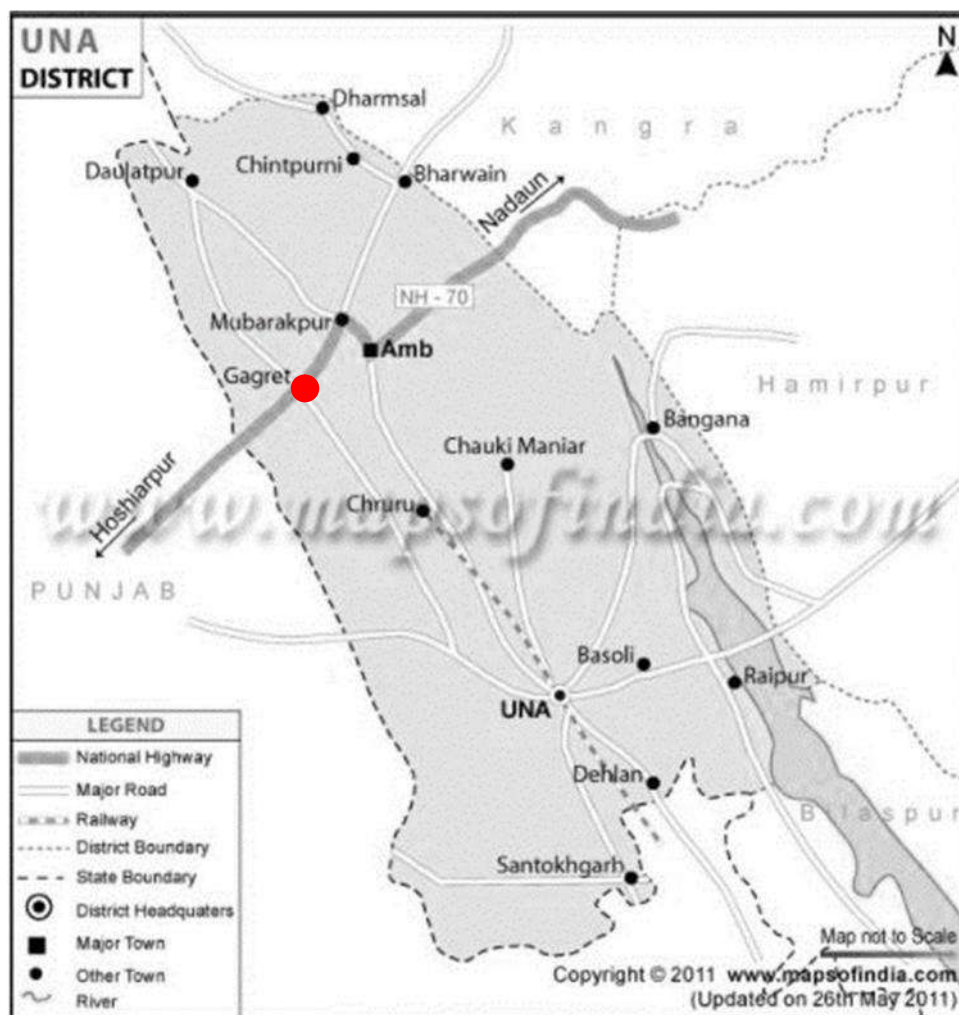 UNA
DISTRICT
N
Dharmsal
Kangra
Chintpurni
Daulatpur
Bharwain
Nadaun
NH - 70
Mubarakpur
Amb
Gagret
Hamirpur
Bangana
Chauki Maniar
Hoshiarpur
Chruru
www.mapsofindia.com
PUNJAB
Basoli
Raipur
UNA
Dehlan
Bilaspur
Santokhgarh
LEGEND
National Highway
Major Road
Railway
District Boundary
State Boundary
District Headquaters
Major Town
Other Town
River
Map not to Scale
Copyright © 2011 www.mapsofindia.com
(Updated on 26th May 2011)